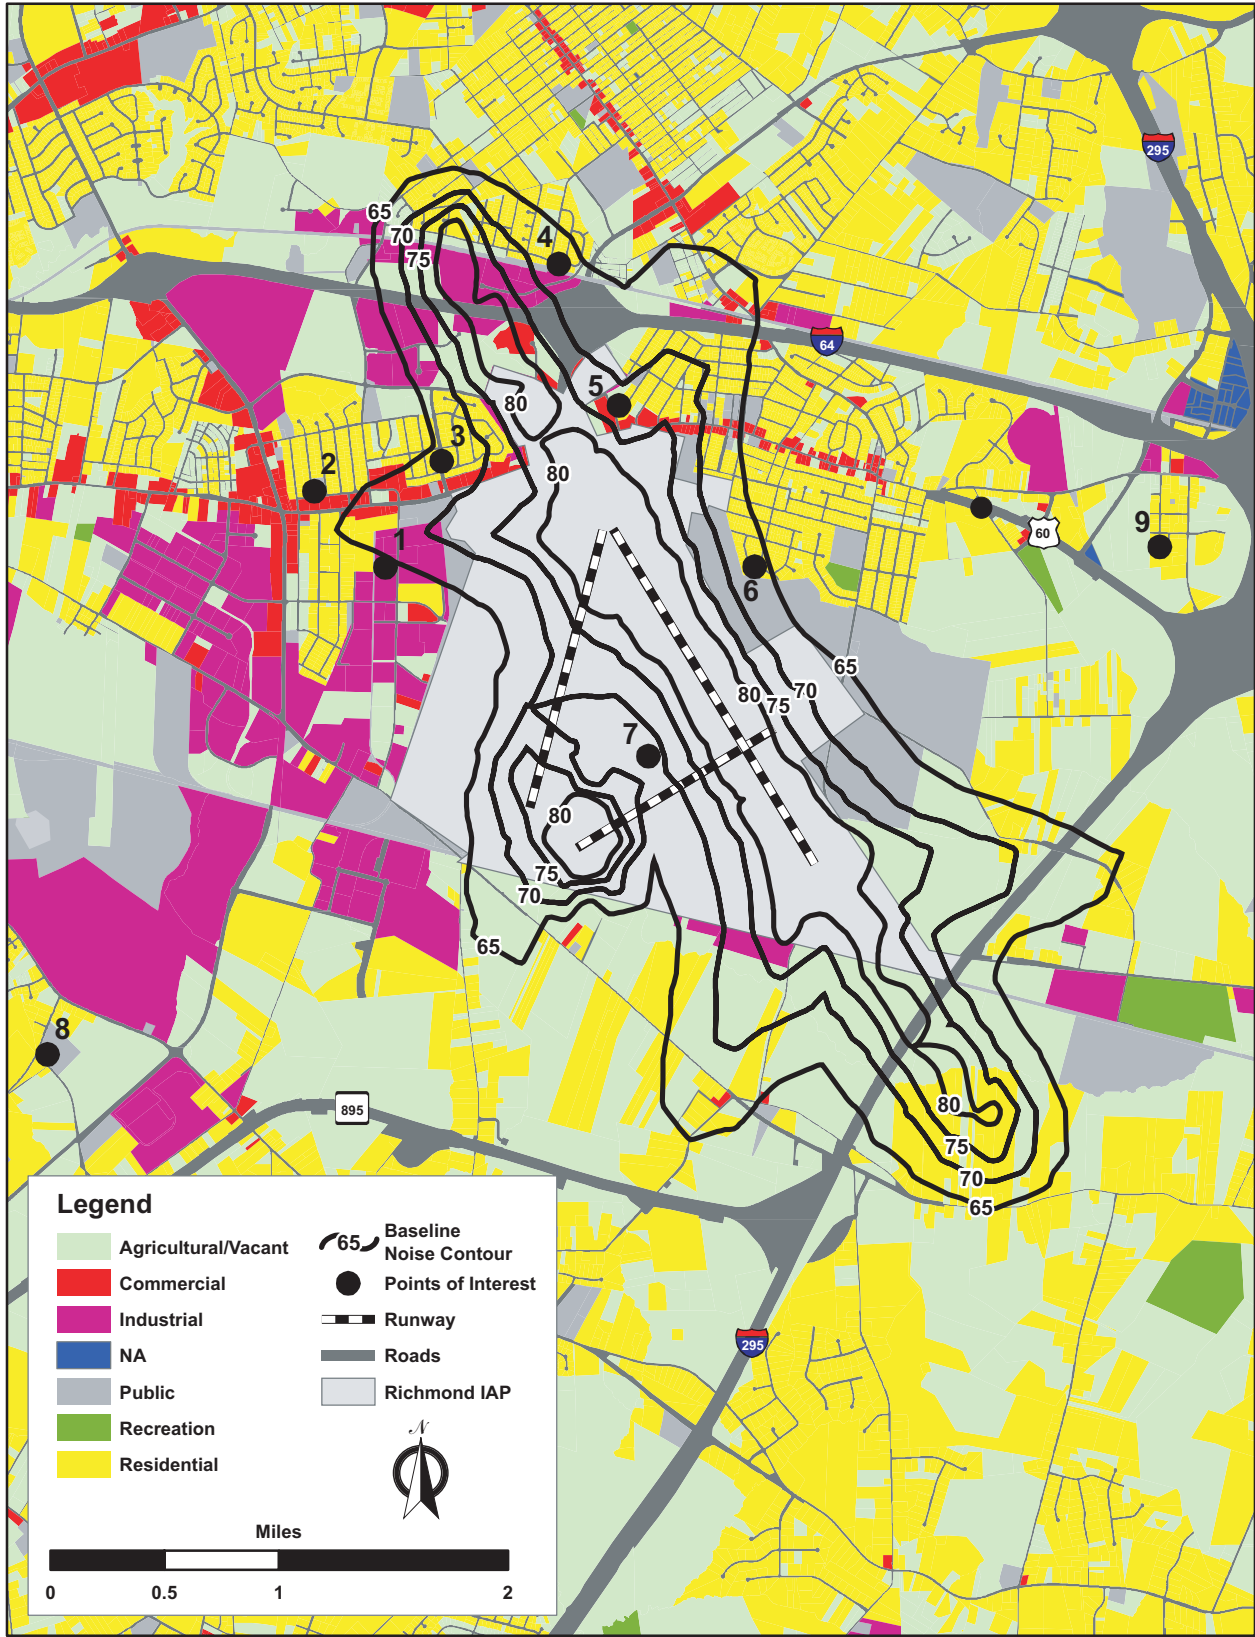 295
65
70
4
75
64
5
80
3
2
80
9
60
1
6
65
70
80
75
7
80
75
70
65
8
80
895
75
70
65
295
Legend
Agricultural/Vacant
Commercial
Industrial
NA
Public
Recreation
Residential
65
Baseline
Noise Contour
Points of Interest
Runway
Roads
Richmond IAP
N
Miles
0 0.5 1 2